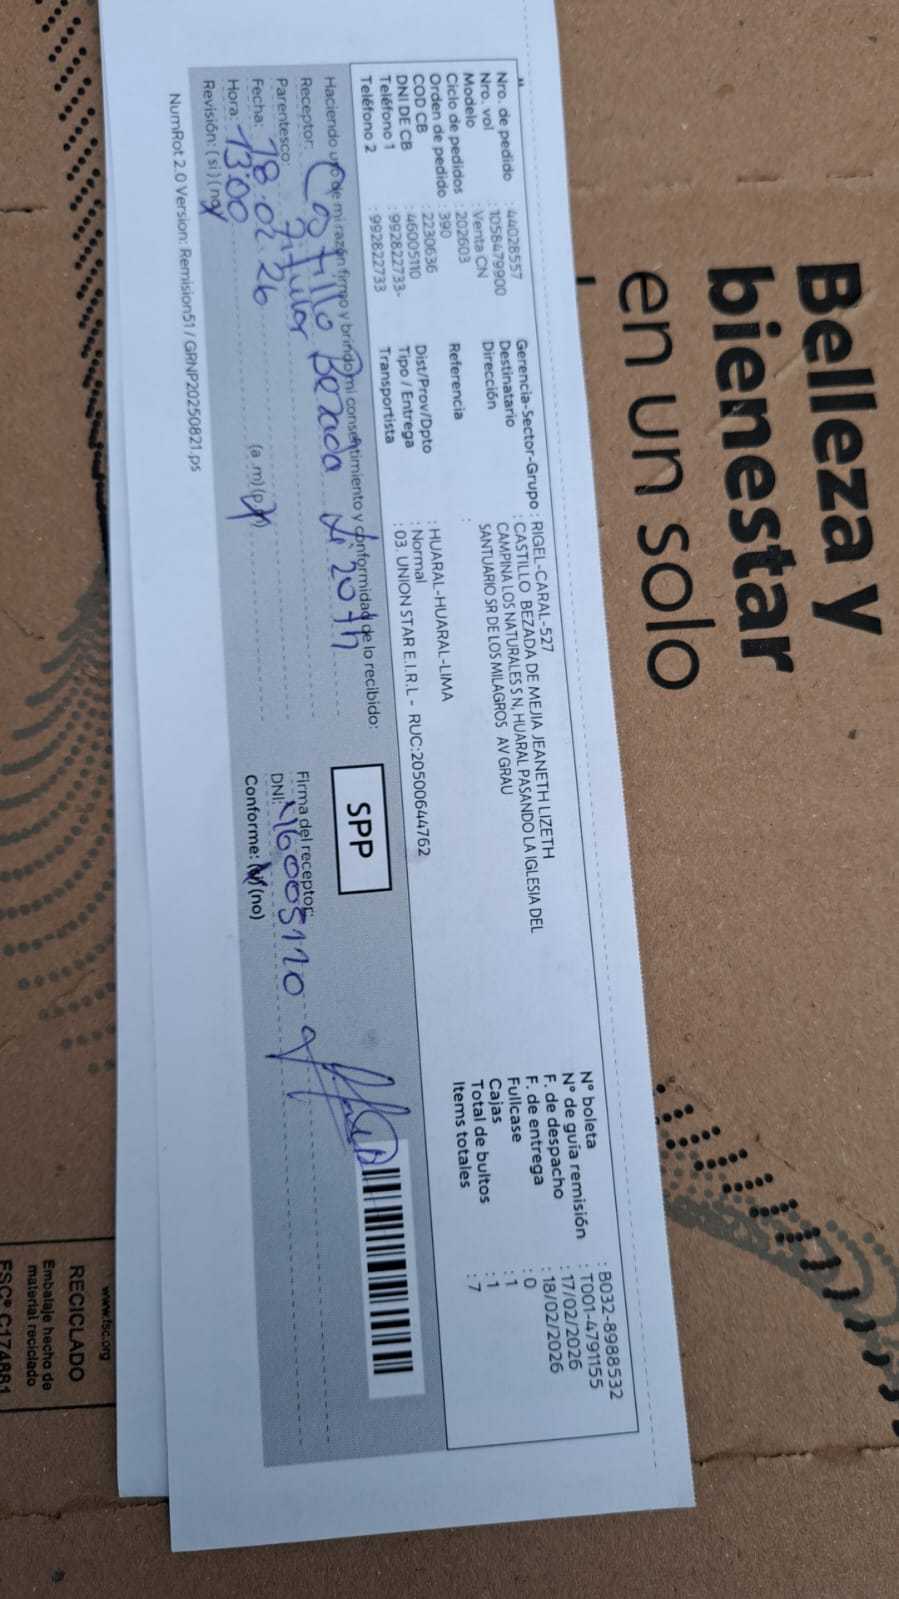 Belleza y
bienestar
en un solo
Nro. de pedido : 44028557
Nro. vol : 1058479900
Modelo : Venta CN
Ciclo de pedidos : 202603
Orden de pedido : 390
COD CB : 2230636
DNI DE CB : 46005110
Teléfono 1 : 992822733-
Teléfono 2 : 992822733
Gerencia-Sector-Grupo : RIGEL-CARAL-527
Destinatario : CASTILLO BEZADA DE MEJIA JEANETH LIZETH
Dirección : CAMPINA LOS NATURALES S N, HUARAL PASANDO LA IGLESIA DEL
SANTUARIO SR DE LOS MILAGROS AV GRAU
Referencia :
Dist/Prov/Dpto : HUARAL-HUARAL-LIMA
Tipo / Entrega : Normal
Transportista : 03 UNION STAR E.I.R.L - RUC:20500644762
N° boleta : B032-8988532
N° de guía remisión : T001-4791155
F. de despacho : 17/02/2026
F. de entrega : 18/02/2026
Fullcase : 0
Cajas : 1
Total de bultos : 1
Items totales : 7
Haciendo uso de mi razón firmo y brindo mi consentimiento y conformidad de lo recibido:
SPP
Receptor: Castillo Bezada
Parentesco: Titular
Fecha: 18.02.26
Hora: 13:00 (a.m) (p.m)
Revisión: (si) (no)
Firma del receptor:
DNI: 46005110
Conforme: (si) (no)
NumRot 2.0 Version: Remision51 / GRNP20250821.ps
www.fsc.org
RECICLADO
Embalaje hecho de
material reciclado
FSC® C174881